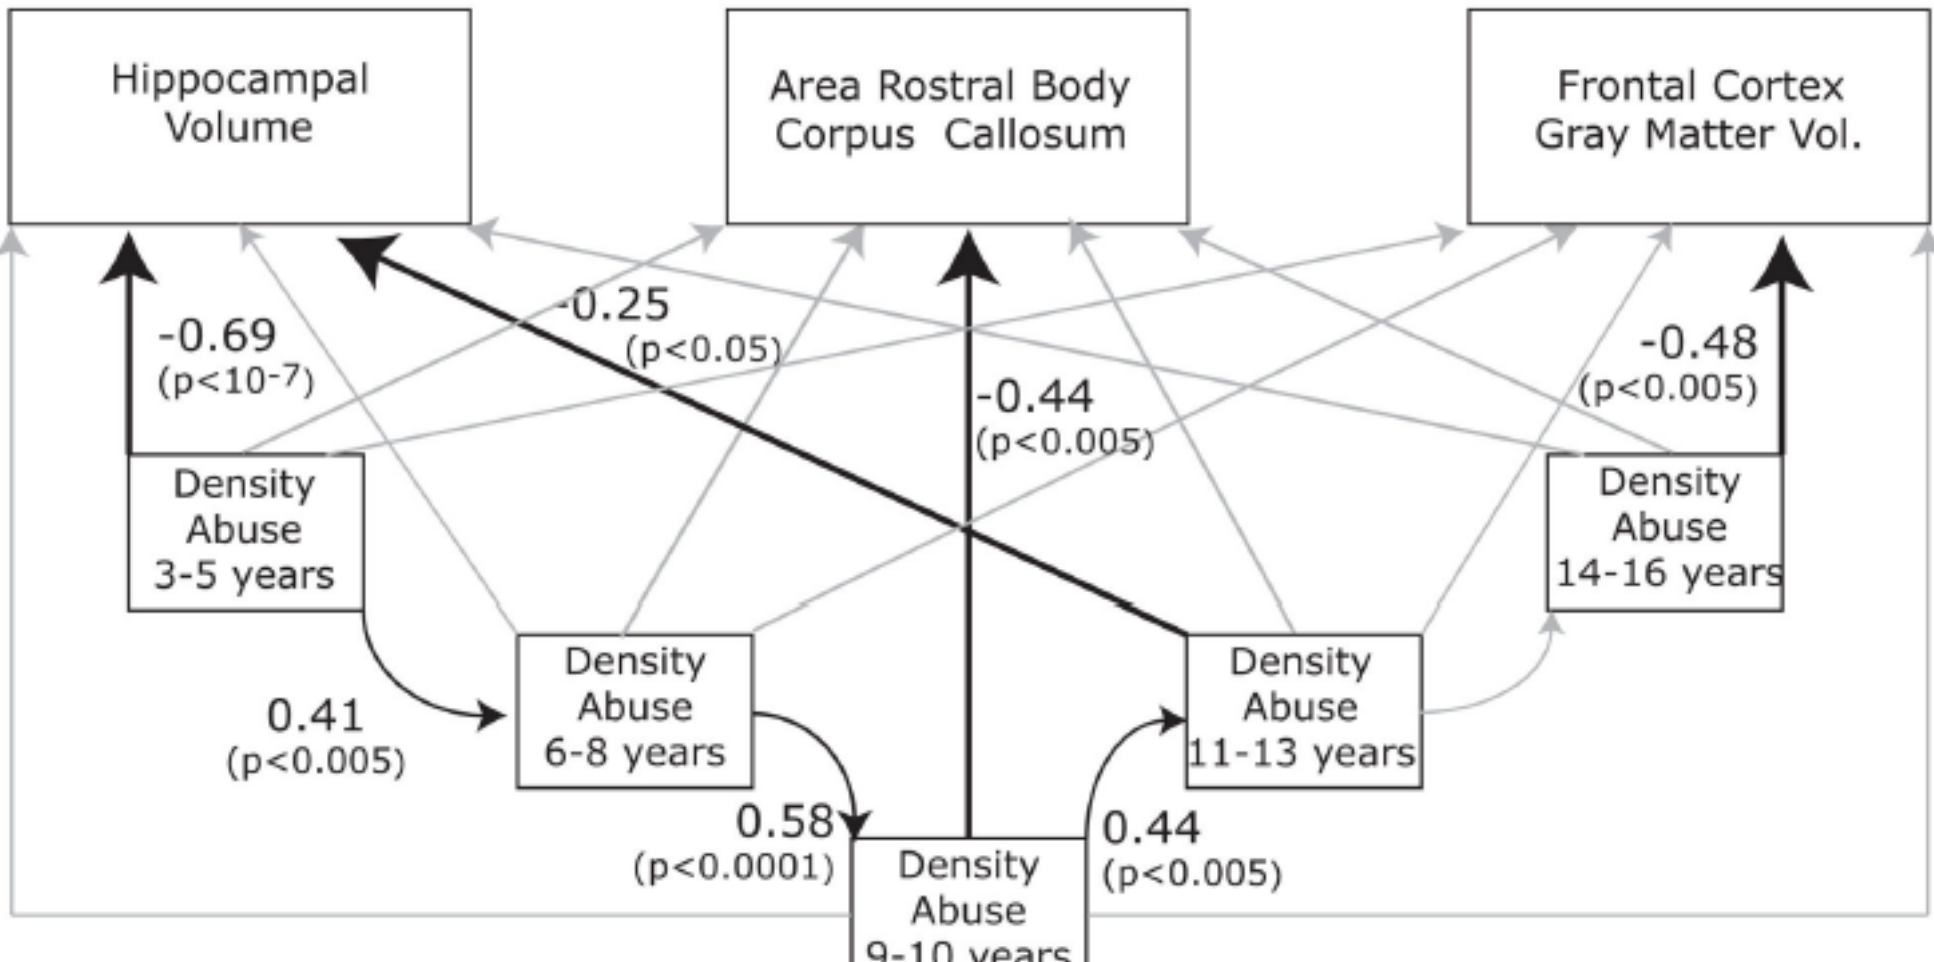 Hippocampal
Volume
Area Rostral Body
Corpus Callosum
Frontal Cortex
Gray Matter Vol.
-0.69
(p<10-7)
-0.25
(p<0.05)
-0.44
(p<0.005)
-0.48
(p<0.005)
Density
Abuse
3-5 years
Density
Abuse
14-16 years
Density
Abuse
6-8 years
Density
Abuse
11-13 years
0.41
(p<0.005)
0.58
(p<0.0001)
0.44
(p<0.005)
Density
Abuse
9-10 years